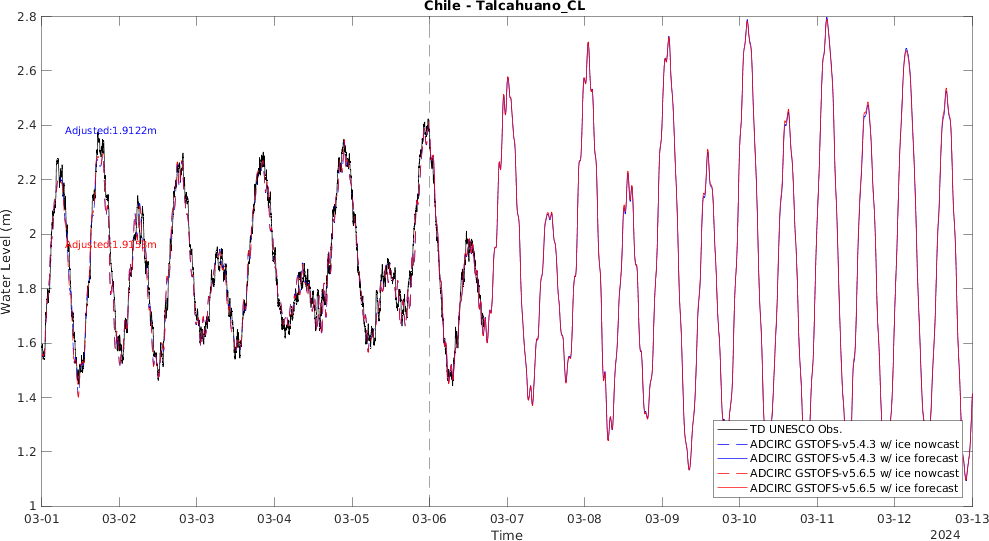 Chile - Talcahuano_CL
2.8
2.6
2.4
2.2
2
1.8
1.6
1.4
1.2
1
Water Level (m)
Adjusted:1.9122m
TD UNESCO Obs.
ADCIRC GSTOFS-v5.4.3 w/ ice nowcast
ADCIRC GSTOFS-v5.4.3 w/ ice forecast
ADCIRC GSTOFS-v5.6.5 w/ ice nowcast
ADCIRC GSTOFS-v5.6.5 w/ ice forecast
03-01 03-02 03-03 03-04 03-05 03-06 03-07 03-08 03-09 03-10 03-11 03-12 03-13
Time
2024